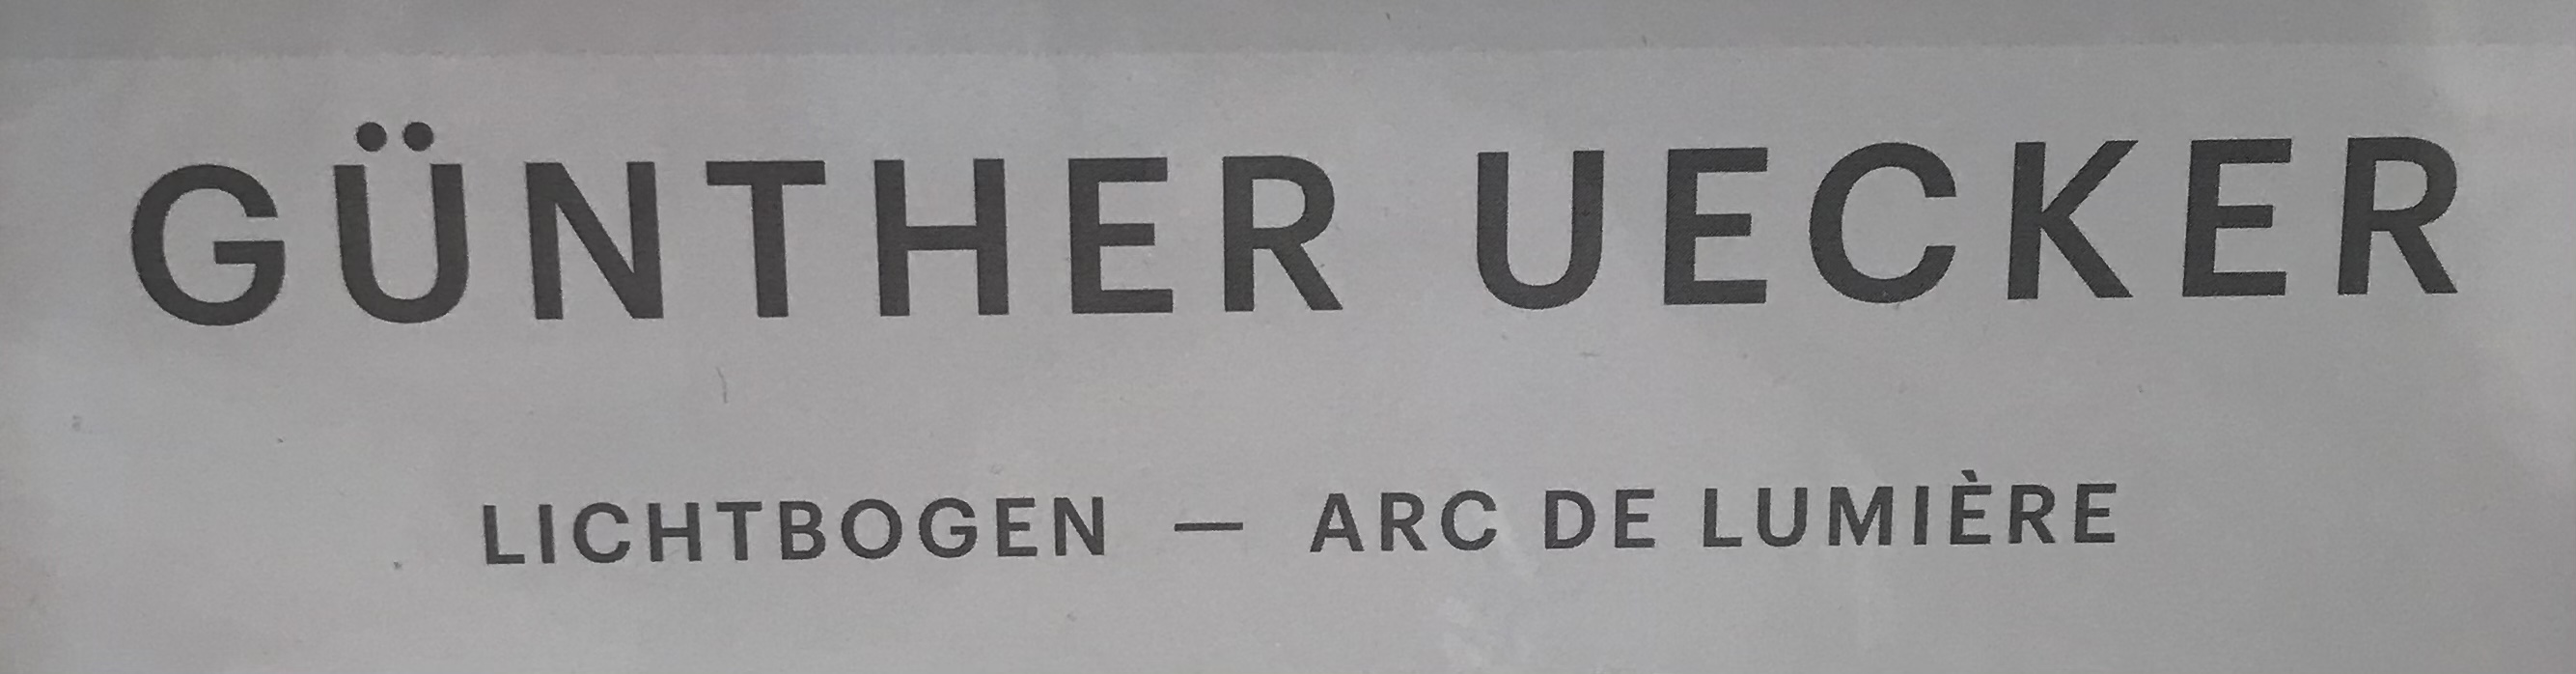 GÜNTHER UECKER
LICHTBOGEN — ARC DE LUMIÈRE